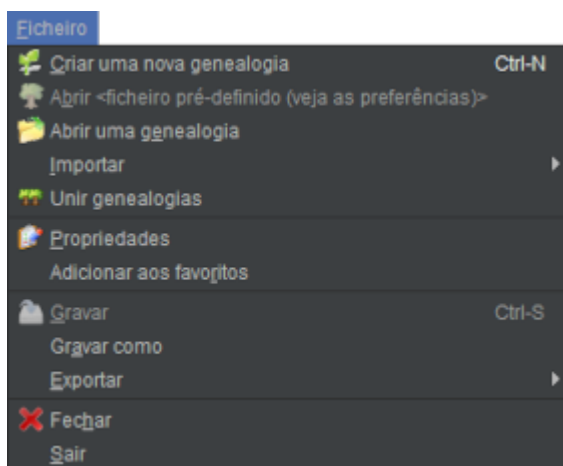 Ficheiro
Criar uma nova genealogia Ctrl-N
Abrir <ficheiro pré-definido (veja as preferências)>
Abrir uma genealogia
Importar
Unir genealogias
Propriedades
Adicionar aos favoritos
Gravar Ctrl-S
Gravar como
Exportar
Fechar
Sair